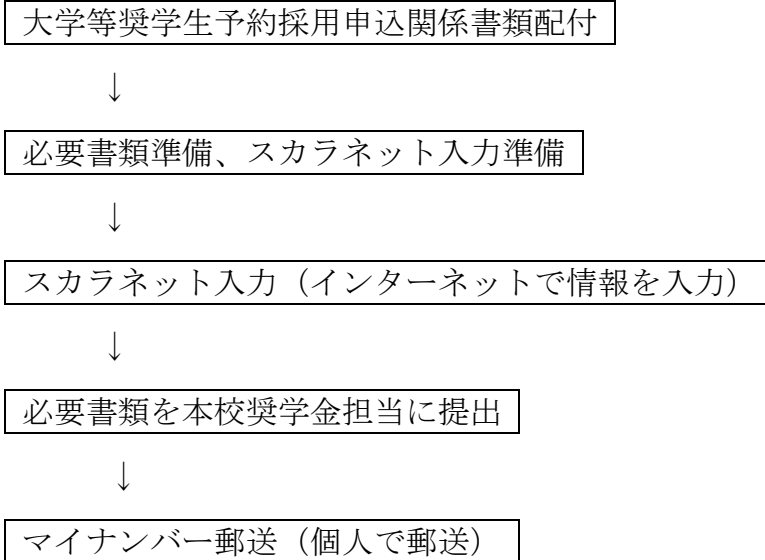 大学等奨学生予約採用申込関係書類配付
↓
必要書類準備、スカラネット入力準備
↓
スカラネット入力（インターネットで情報を入力）
↓
必要書類を本校奨学金担当に提出
↓
マイナンバー郵送（個人で郵送）